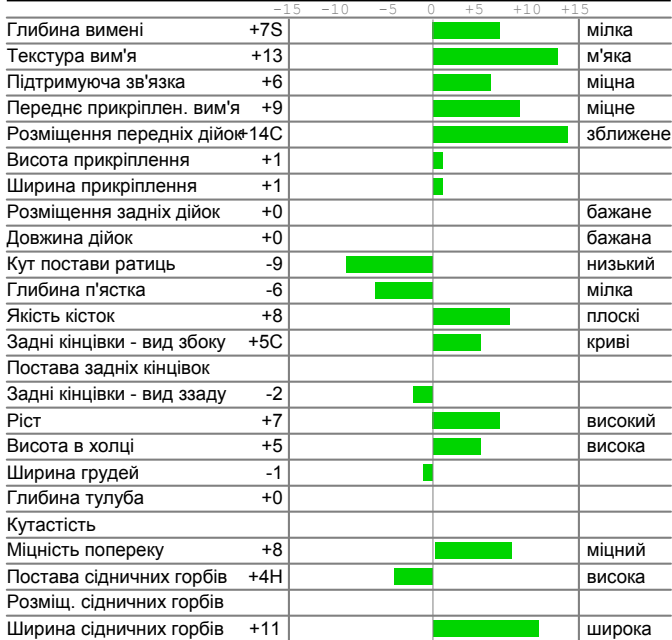 -15 -10 -5 0 +5 +10 +15
Глибина вимені +7S мілка
Текстура вим'я +13 м'яка
Підтримуюча зв'язка +6 міцна
Переднє прикріплен. вим'я +9 міцне
Розміщення передніх дійок +14C зближене
Висота прикріплення +1
Ширина прикріплення +1
Розміщення задніх дійок +0 бажане
Довжина дійок +0 бажана
Кут постави ратиць -9 низький
Глибина п'ястка -6 мілка
Якість кісток +8 плоскі
Задні кінцівки - вид збоку +5C криві
Постава задніх кінцівок
Задні кінцівки - вид ззаду -2
Ріст +7 високий
Висота в холці +5 висока
Ширина грудей -1
Глибина тулуба +0
Кутастість
Міцність попереку +8 міцний
Постава сідничних горбів +4H висока
Розміщ. сідничних горбів
Ширина сідничних горбів +11 широка